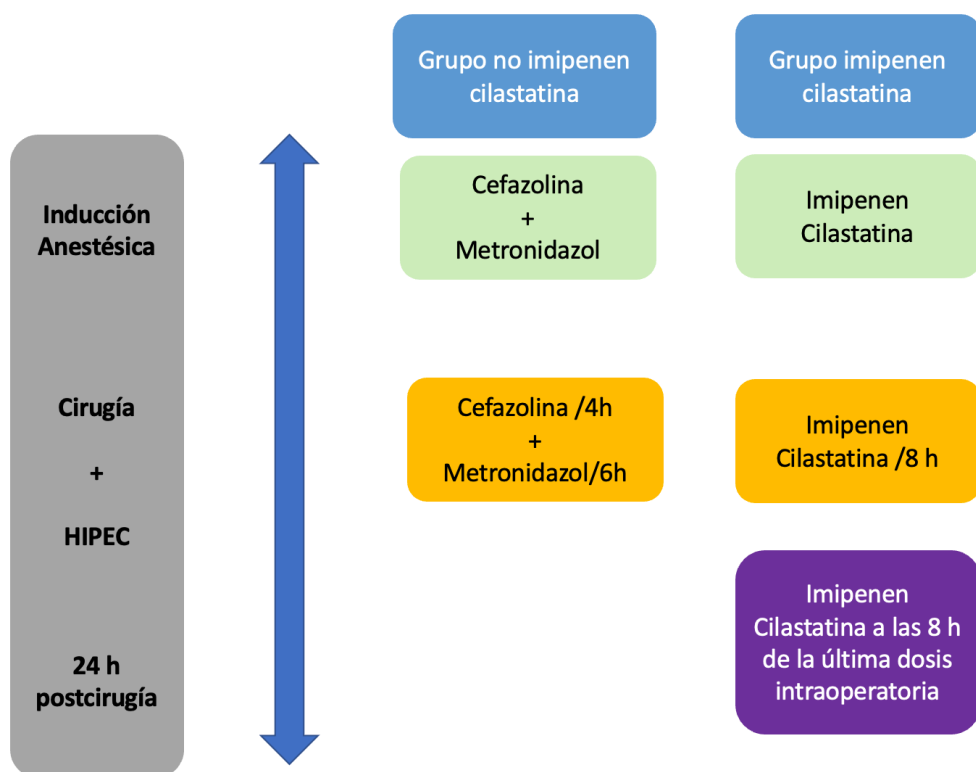 Grupo no imipenen
cilastatina
Grupo imipenen
cilastatina
Inducción
Anestésica
Cefazolina
+
Metronidazol
Imipenen
Cilastatina
Cirugía
+
HIPEC
Cefazolina /4h
+
Metronidazol/6h
Imipenen
Cilastatina /8 h
24 h
postcirugía
Imipenen
Cilastatina a las 8 h
de la última dosis
intraoperatoria